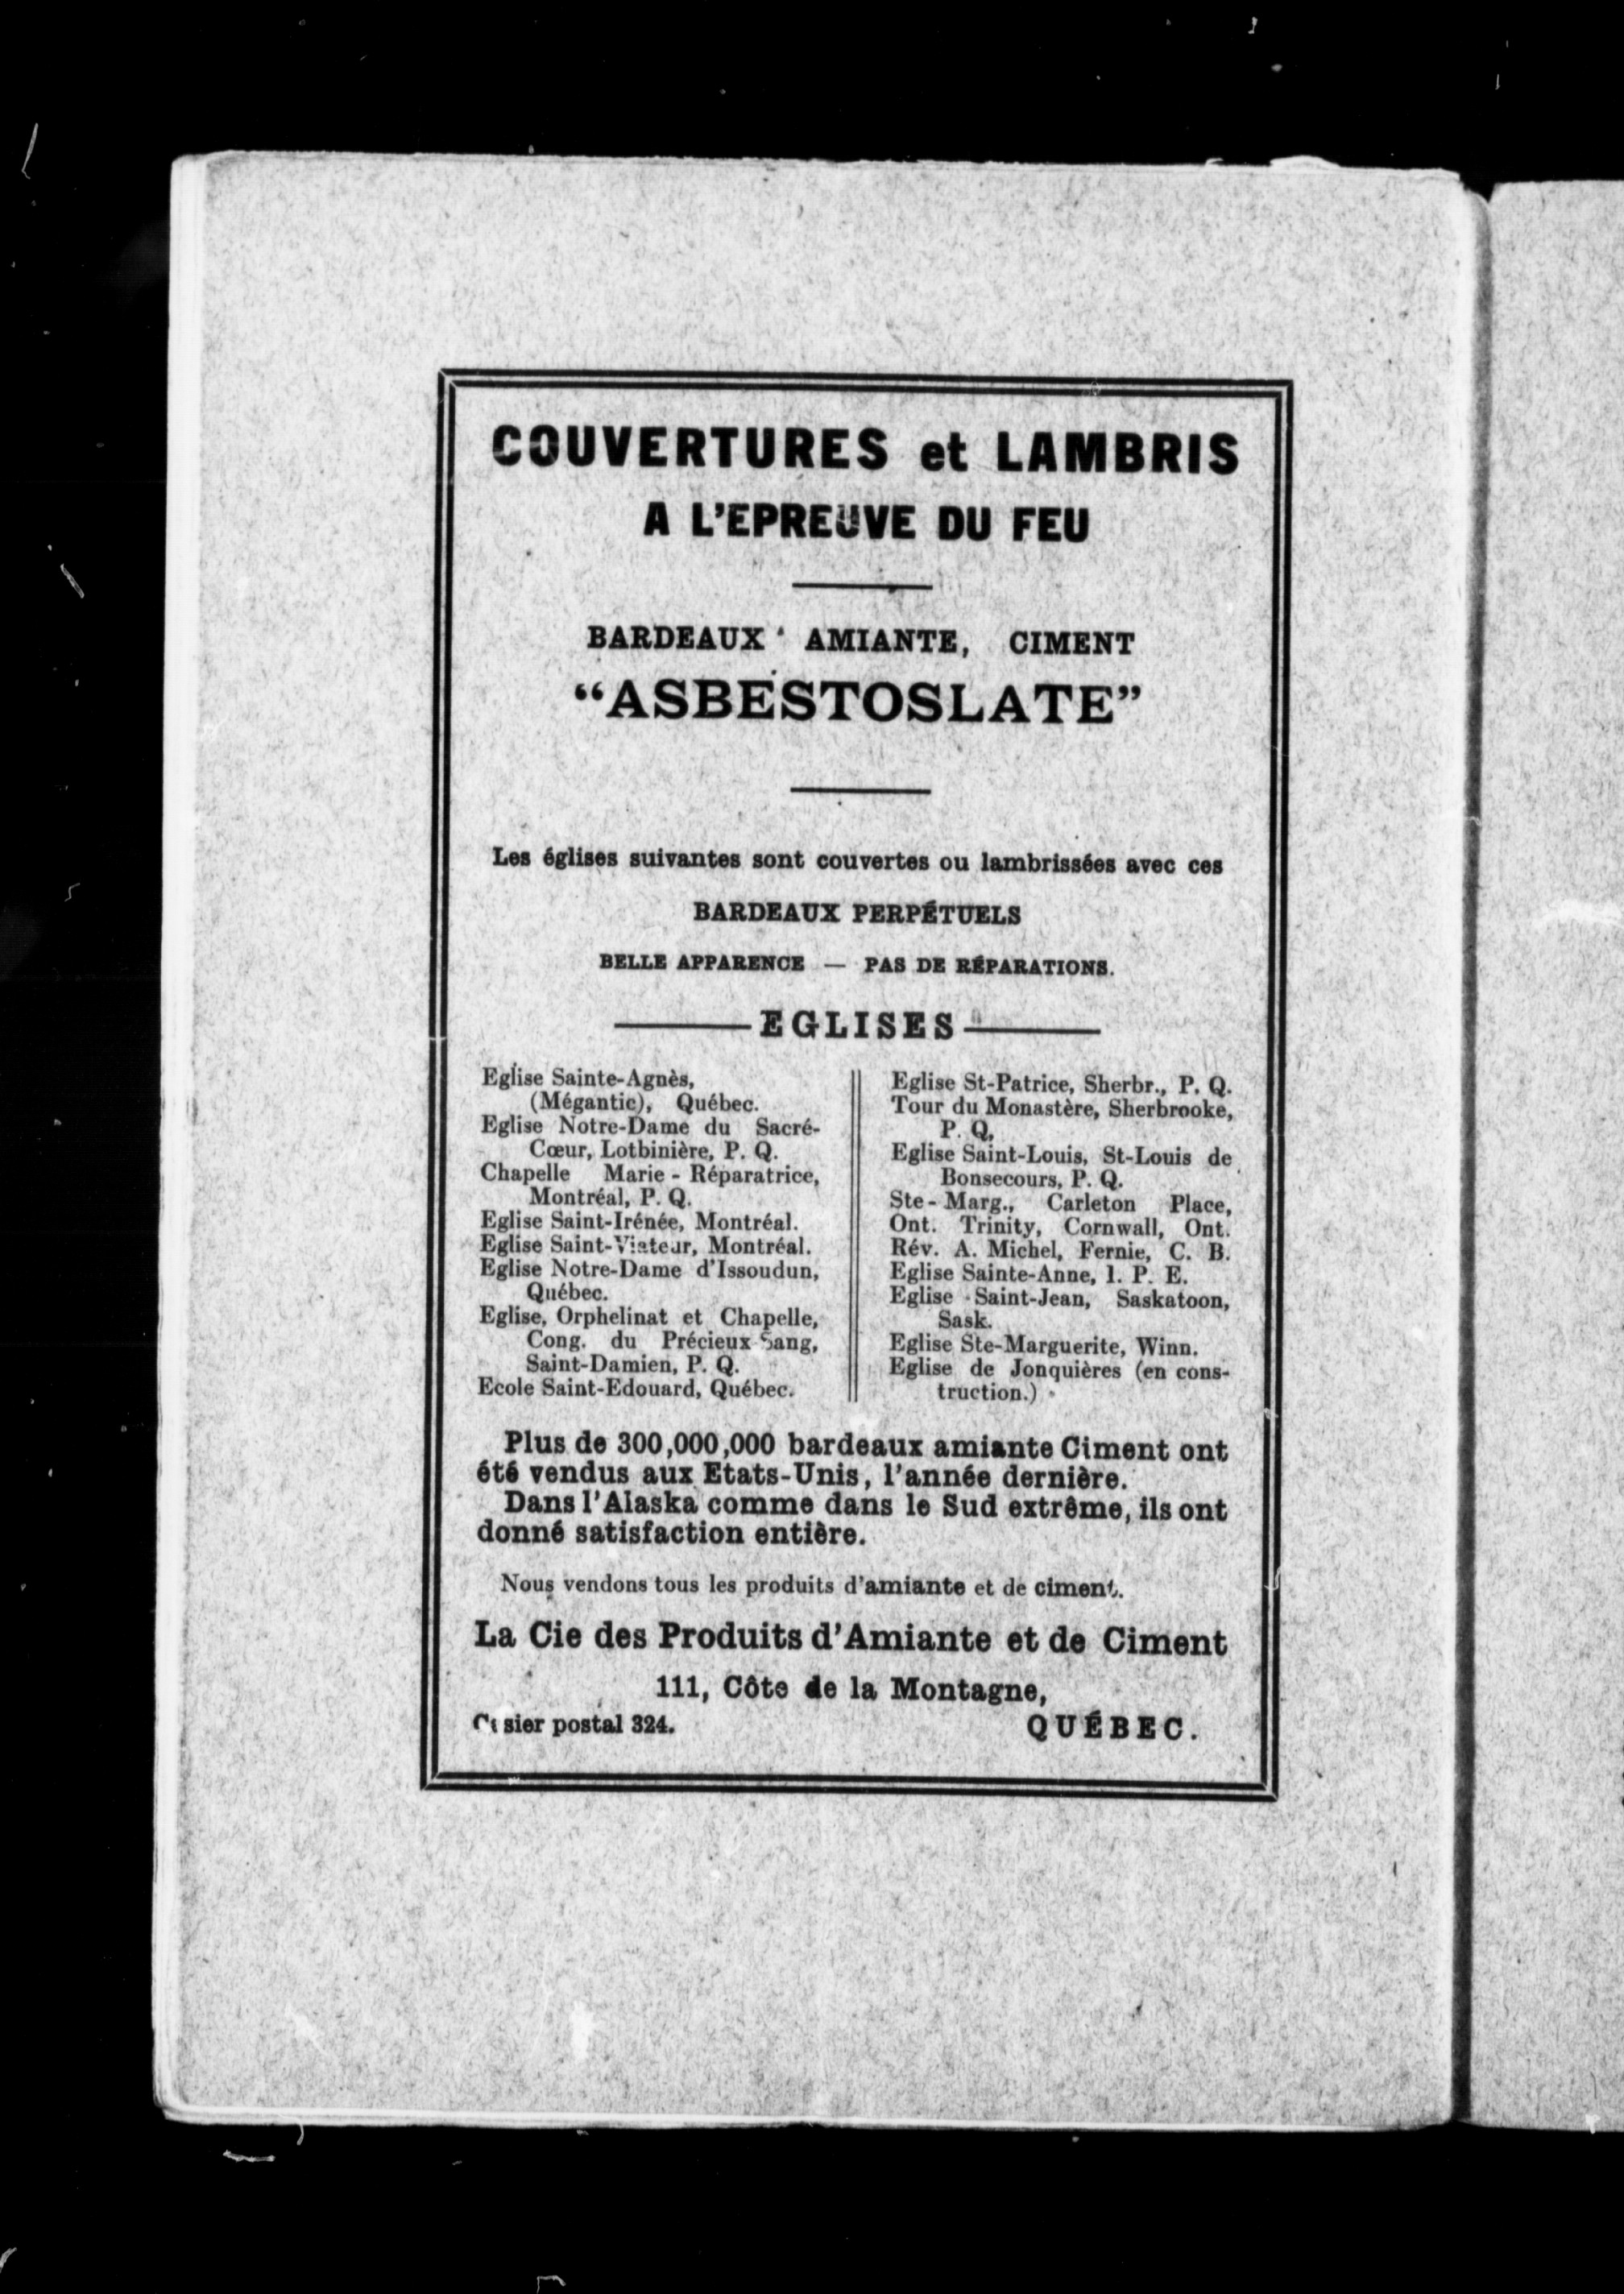 COUVERTURES et LAMBRIS
A L'EPREUVE DU FEU
BARDEAUX AMIANTE, CIMENT
“ASBESTOSLATE”
Les églises suivantes sont couvertes ou lambrissées avec ces
BARDEAUX PERPÉTUELS
BELLE APPARENCE — PAS DE RÉPARATIONS.
EGLISES
Eglise Sainte-Agnès,
(Mégantic), Québec.
Eglise Notre-Dame du Sacré-
Cœur, Lotbinière, P. Q.
Chapelle Marie - Réparatrice,
Montréal, P. Q.
Eglise Saint-Irénée, Montréal.
Eglise Saint-Viateur, Montréal.
Eglise Notre-Dame d'Issoudun,
Québec.
Eglise, Orphelinat et Chapelle,
Cong. du Précieux Sang,
Saint-Damien, P. Q.
Ecole Saint-Edouard, Québec.
Eglise St-Patrice, Sherbr., P. Q.
Tour du Monastère, Sherbrooke,
P. Q,
Eglise Saint-Louis, St-Louis de
Bonsecours, P. Q.
Ste - Marg., Carleton Place,
Ont. Trinity, Cornwall, Ont.
Rév. A. Michel, Fernie, C. B.
Eglise Sainte-Anne, I. P. E.
Eglise Saint-Jean, Saskatoon,
Sask.
Eglise Ste-Marguerite, Winn.
Eglise de Jonquières (en cons-
truction.)
Plus de 300,000,000 bardeaux amiante Ciment ont
été vendus aux Etats-Unis, l'année dernière.
Dans l'Alaska comme dans le Sud extrême, ils ont
donné satisfaction entière.
Nous vendons tous les produits d'amiante et de ciment.
La Cie des Produits d'Amiante et de Ciment
111, Côte de la Montagne,
Casier postal 324.
QUÉBEC.